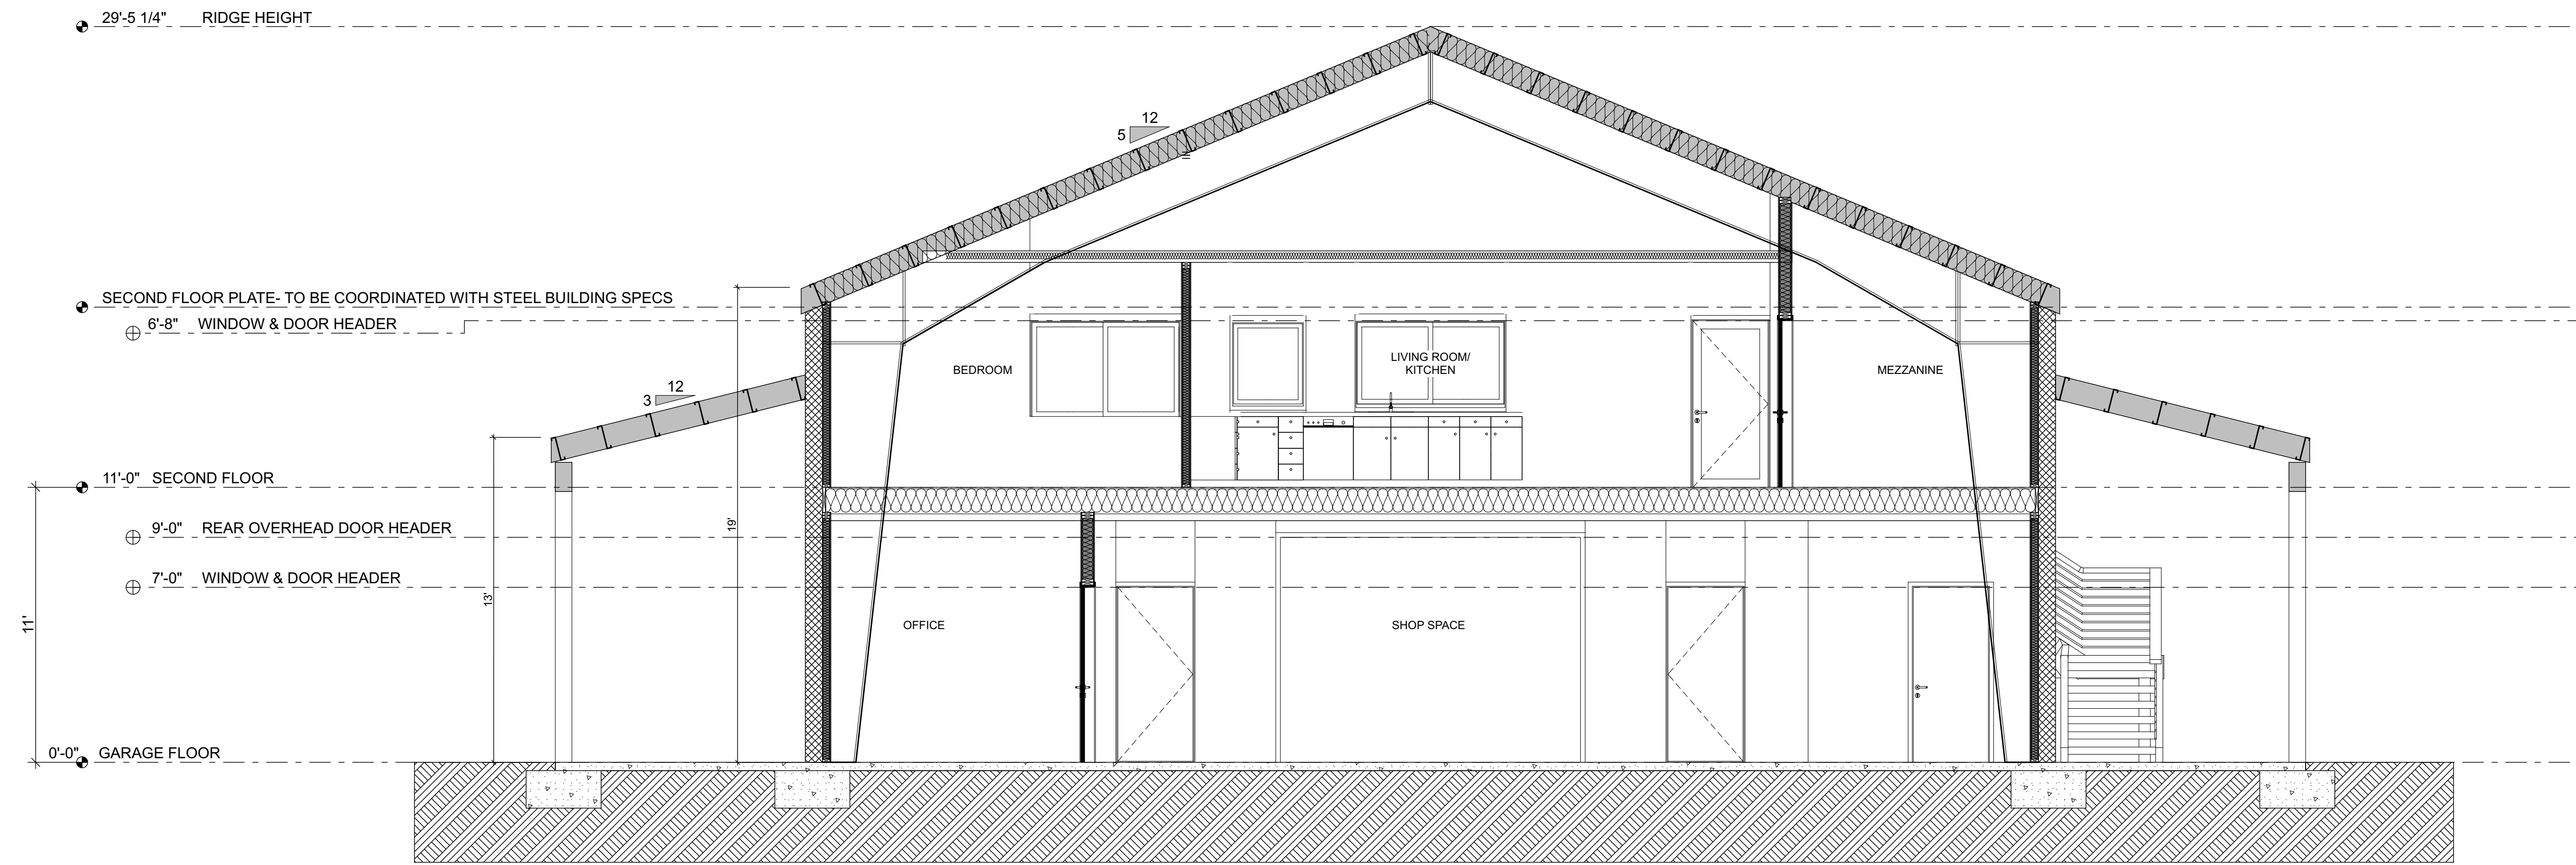 29'-5 1/4" RIDGE HEIGHT
12
5
SECOND FLOOR PLATE- TO BE COORDINATED WITH STEEL BUILDING SPECS
6'-8" WINDOW & DOOR HEADER
BEDROOM
LIVING ROOM/
KITCHEN
MEZZANINE
12
3
11'-0" SECOND FLOOR
9'-0" REAR OVERHEAD DOOR HEADER
19'
7'-0" WINDOW & DOOR HEADER
13'
11'
OFFICE
SHOP SPACE
0'-0" GARAGE FLOOR